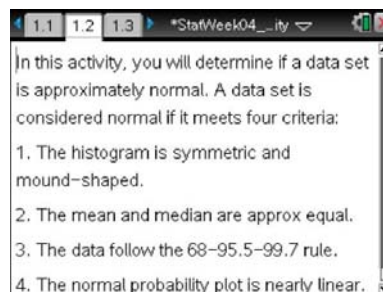 1.1 1.2 1.3 *StatWeek04_...ity
In this activity, you will determine if a data set
is approximately normal. A data set is
considered normal if it meets four criteria:
1. The histogram is symmetric and
mound-shaped.
2. The mean and median are approx equal.
3. The data follow the 68-95.5-99.7 rule.
4. The normal probability plot is nearly linear.